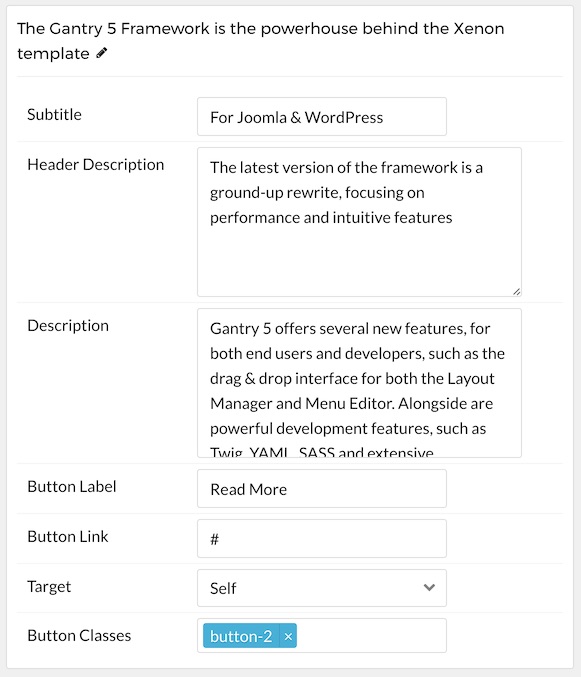 The Gantry 5 Framework is the powerhouse behind the Xenon
template
Subtitle
For Joomla & WordPress
Header Description
The latest version of the framework is a
ground-up rewrite, focusing on
performance and intuitive features
Description
Gantry 5 offers several new features, for
both end users and developers, such as the
drag & drop interface for both the Layout
Manager and Menu Editor. Alongside are
powerful development features, such as
Twig, YAML, SASS and extensive
Button Label
Read More
Button Link
#
Target
Self
Button Classes
button-2 ×